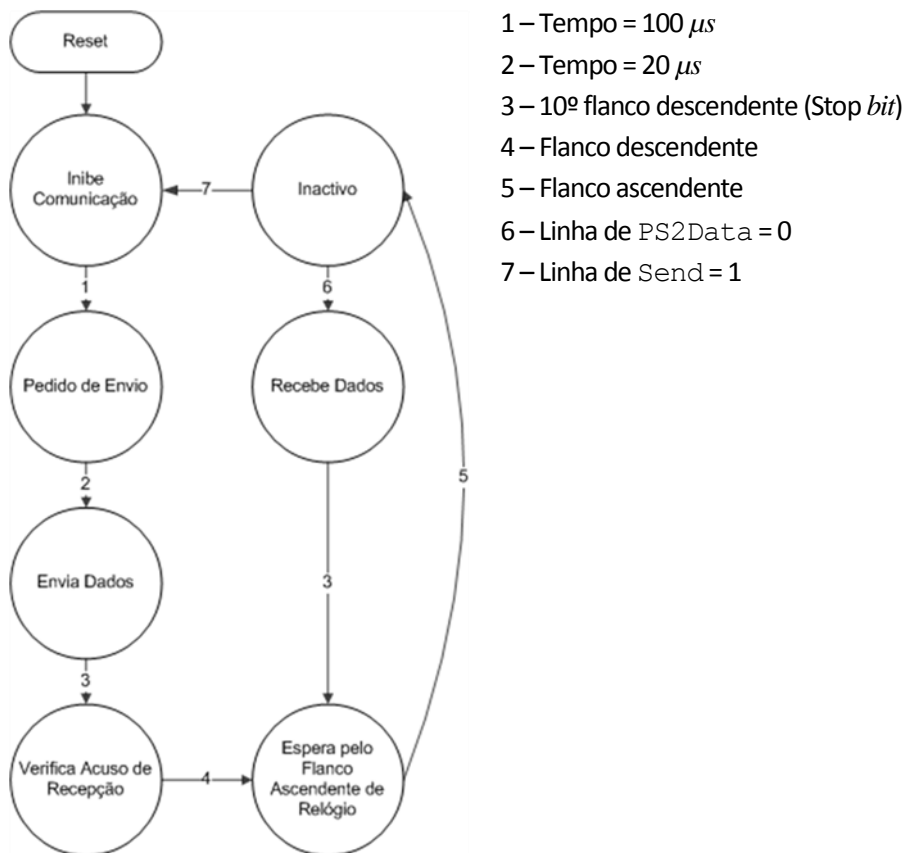 Reset
Inibe
Comunicação
7
Inactivo
1
6
Pedido de Envio
Recebe Dados
2
5
Envia Dados
3
3
Verifica Acuso de
Recepção
4
Espera pelo
Flanco
Ascendente de
Relógio
1 – Tempo = 100 µs
2 – Tempo = 20 µs
3 – 10º flanco descendente (Stop bit)
4 – Flanco descendente
5 – Flanco ascendente
6 – Linha de PS2Data = 0
7 – Linha de Send = 1